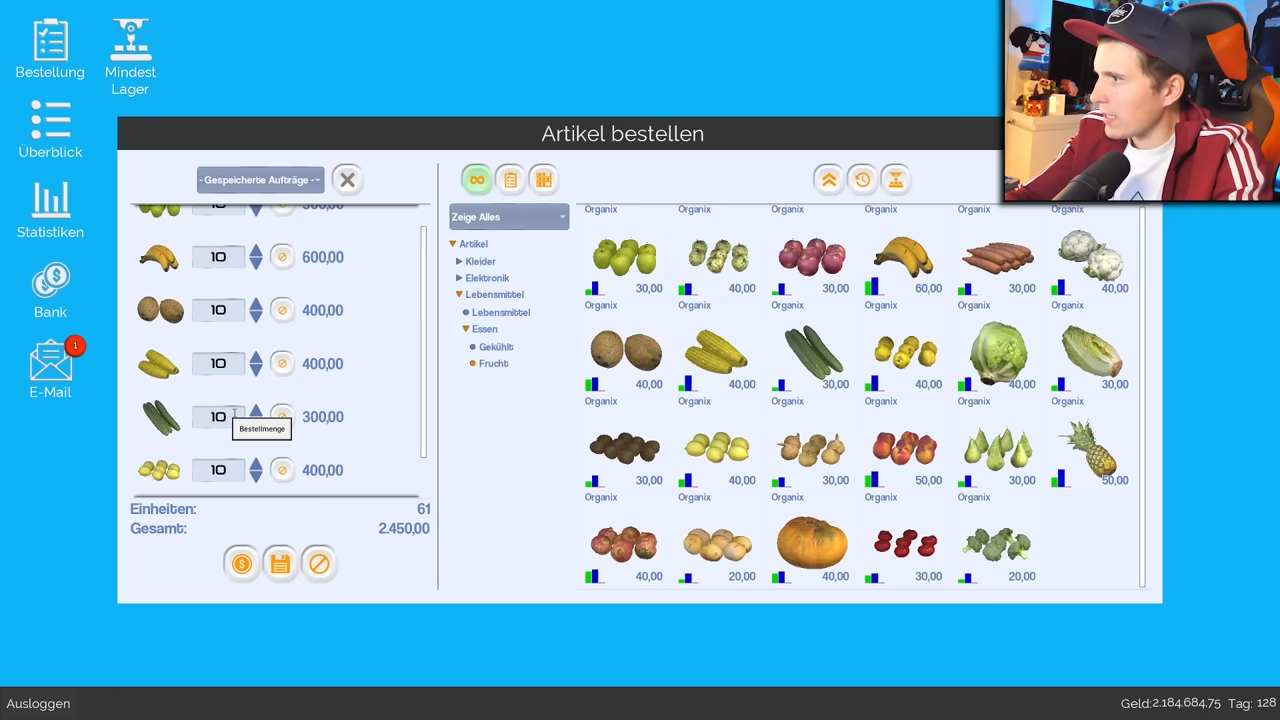 Bestellung
Mindest
Lager
Überblick
Statistiken
Bank
1
E-Mail
Artikel bestellen
- Gespeicherte Aufträge -
10 600,00
10 400,00
10 400,00
10 300,00
Bestellmenge
10 400,00
Einheiten: 61
Gesamt: 2.450,00
Zeige Alles
Artikel
Kleider
Elektronik
Lebensmittel
Lebensmittel
Essen
Gekühlt
Frucht
Organix Organix Organix Organix Organix Organix
30,00 40,00 30,00 60,00 30,00 40,00
Organix Organix Organix Organix Organix Organix
40,00 40,00 30,00 40,00 40,00 30,00
Organix Organix Organix Organix Organix Organix
30,00 40,00 30,00 50,00 30,00 50,00
Organix Organix Organix Organix Organix
40,00 20,00 40,00 30,00 20,00
Ausloggen
Geld:2.184.684,75 Tag: 128